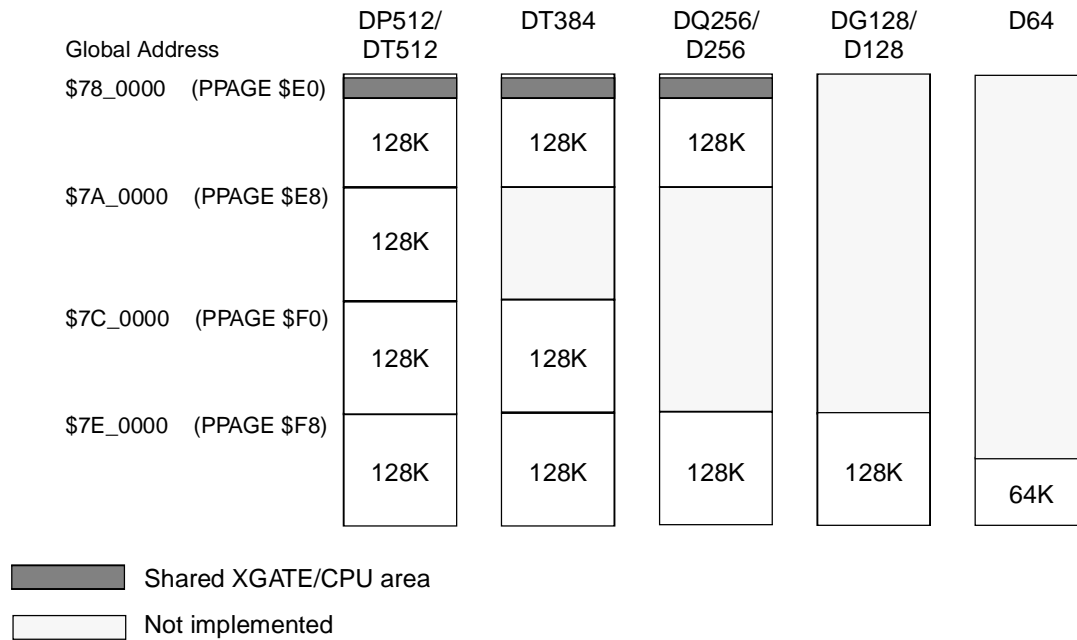 DP512/ DT384 DQ256/ DG128/ D64
Global Address DT512 D256 D128
$78_0000 (PPAGE $E0)
128K 128K 128K
$7A_0000 (PPAGE $E8)
128K
$7C_0000 (PPAGE $F0)
128K 128K
$7E_0000 (PPAGE $F8)
128K 128K 128K 128K
64K
Shared XGATE/CPU area
Not implemented